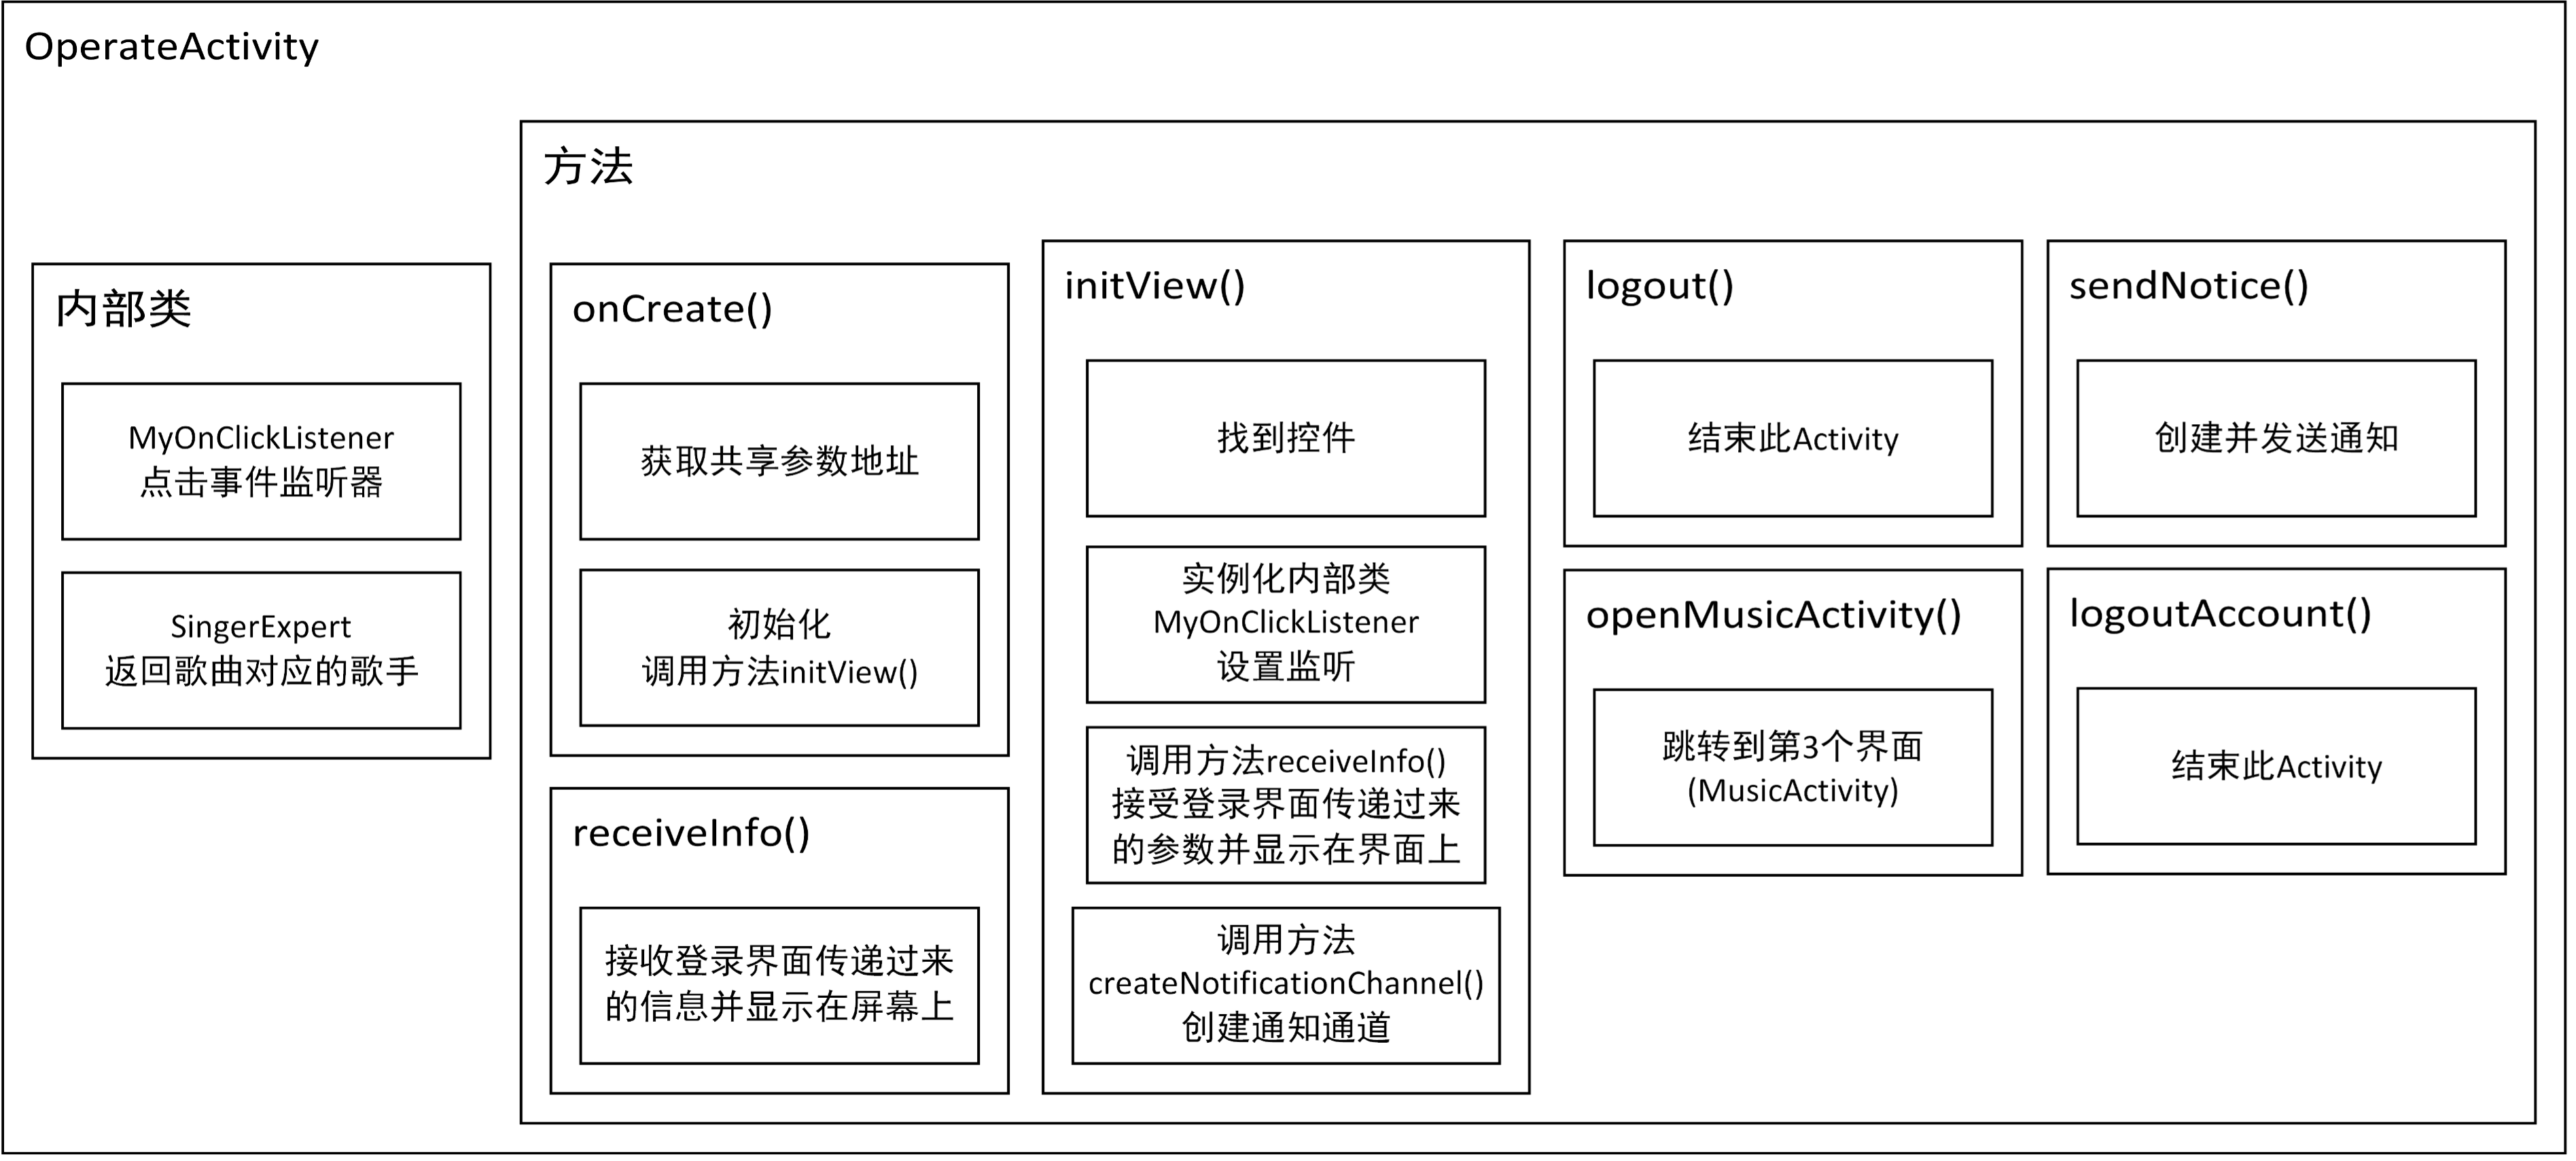 OperateActivity
内部类
MyOnClickListener
点击事件监听器
SingerExpert
返回歌曲对应的歌手
方法
onCreate()
获取共享参数地址
初始化
调用方法initView()
receiveInfo()
接收登录界面传递过来
的信息并显示在屏幕上
initView()
找到控件
实例化内部类
MyOnClickListener
设置监听
调用方法receiveInfo()
接受登录界面传递过来
的参数并显示在界面上
调用方法
createNotificationChannel()
创建通知通道
logout()
结束此Activity
openMusicActivity()
跳转到第3个界面
(MusicActivity)
sendNotice()
创建并发送通知
logoutAccount()
结束此Activity